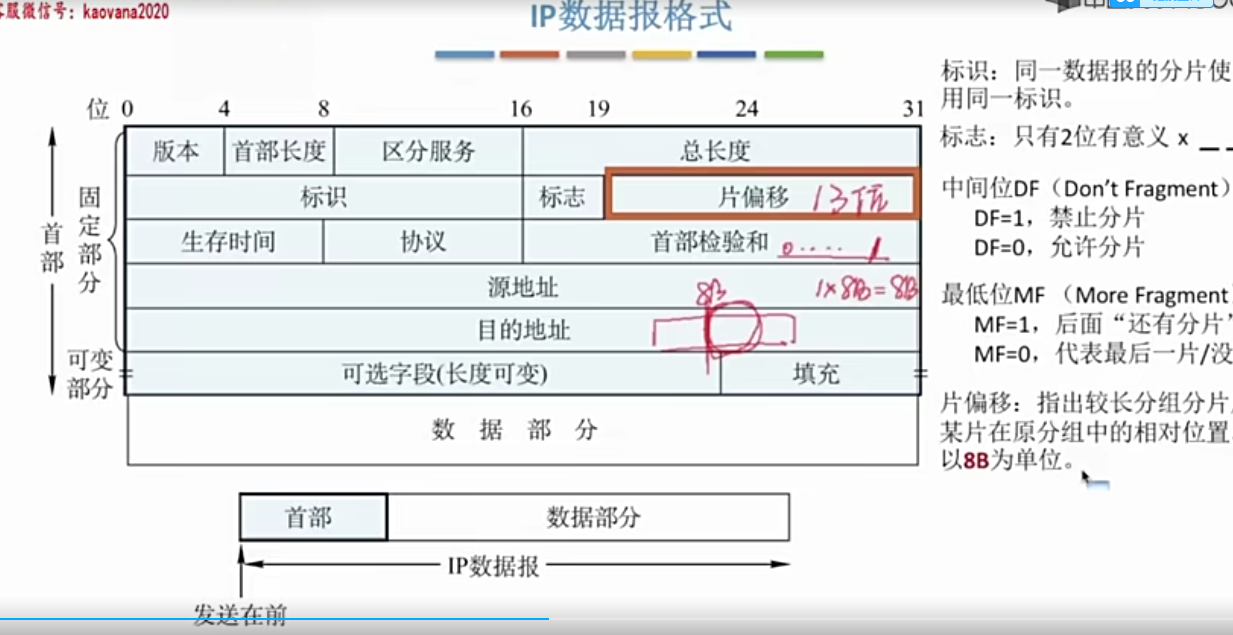 客服微信号：kaovana2020
IP数据报格式
位 0 4 8 16 19 24 31
版本 首部长度 区分服务 总长度
标识 标志 片偏移 13位
生存时间 协议 首部检验和 0····1
源地址 8B 1×8B=8B
目的地址
可选字段(长度可变) 填充
数据部分
首部
固定部分
可变部分
首部 数据部分
IP数据报
发送在前
标识：同一数据报的分片使
用同一标识。
标志：只有2位有意义 x _ _
中间位DF（Don't Fragment）
DF=1，禁止分片
DF=0，允许分片
最低位MF （More Fragment
MF=1，后面“还有分片”
MF=0，代表最后一片/没
片偏移：指出较长分组分片
某片在原分组中的相对位置
以8B为单位。